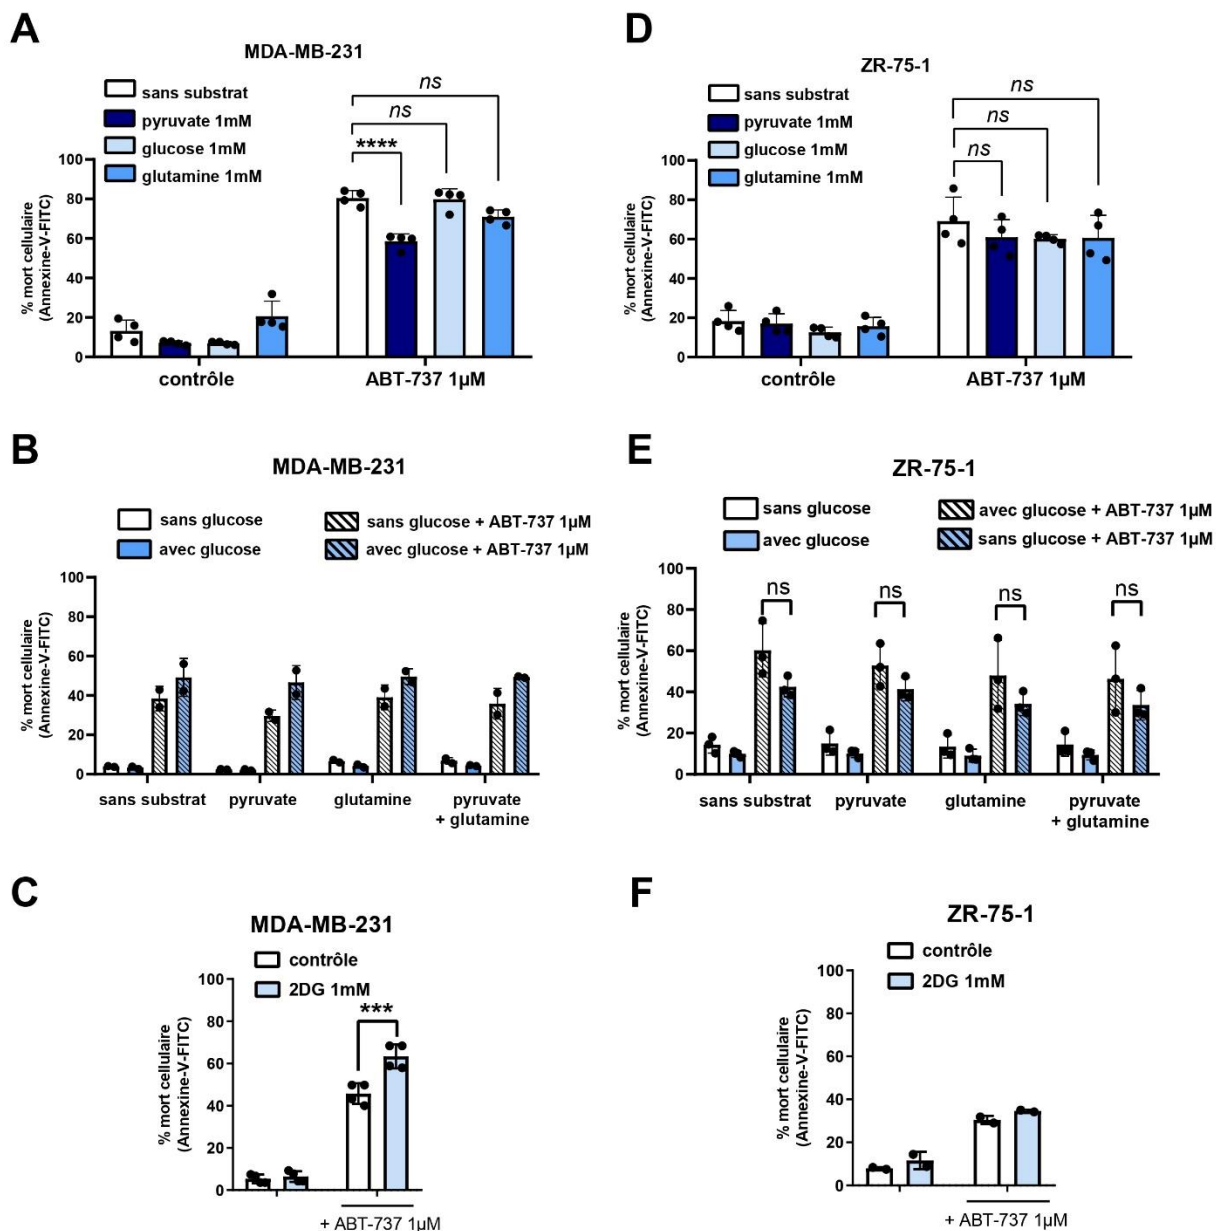 A
MDA-MB-231
sans substrat
pyruvate 1mM
glucose 1mM
glutamine 1mM
ns
ns
****
% mort cellulaire
(Annexine-V-FITC)
100
80
60
40
20
0
contrôle
ABT-737 1µM
D
ZR-75-1
sans substrat
pyruvate 1mM
glucose 1mM
glutamine 1mM
ns
ns
ns
% mort cellulaire
(Annexine-V-FITC)
100
80
60
40
20
0
contrôle
ABT-737 1µM
B
MDA-MB-231
sans glucose
avec glucose
sans glucose + ABT-737 1µM
avec glucose + ABT-737 1µM
% mort cellulaire
(Annexine-V-FITC)
100
80
60
40
20
0
sans substrat
pyruvate
glutamine
pyruvate
+ glutamine
E
ZR-75-1
sans glucose
avec glucose
avec glucose + ABT-737 1µM
sans glucose + ABT-737 1µM
ns
ns
ns
ns
% mort cellulaire
(Annexine-V-FITC)
100
80
60
40
20
0
sans substrat
pyruvate
glutamine
pyruvate
+ glutamine
C
MDA-MB-231
contrôle
2DG 1mM
***
% mort cellulaire
(Annexine-V-FITC)
100
80
60
40
20
0
+ ABT-737 1µM
F
ZR-75-1
contrôle
2DG 1mM
% mort cellulaire
(Annexine-V-FITC)
100
80
60
40
20
0
+ ABT-737 1µM